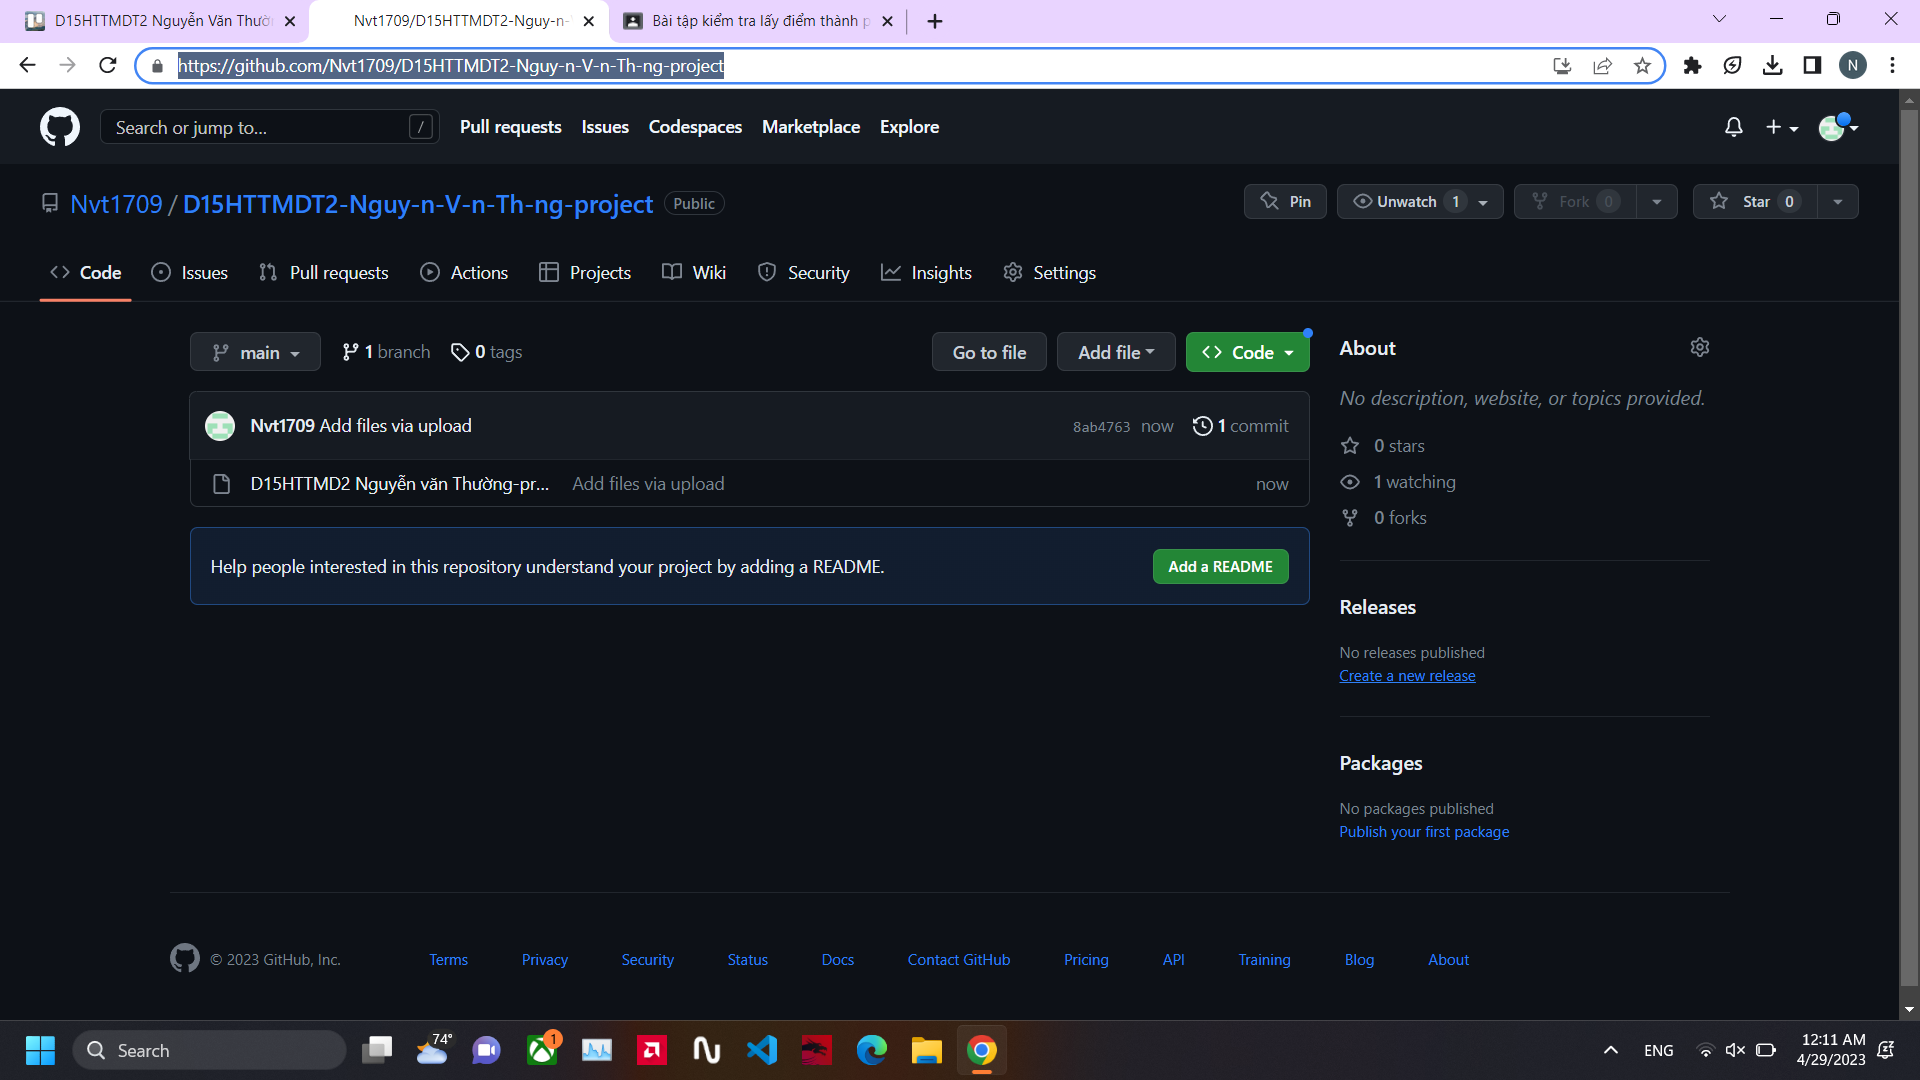 D15HTTMDT2 Nguyễn Văn Thườn
Nvt1709/D15HTTMDT2-Nguy-n-
Bài tập kiểm tra lấy điểm thành p
https://github.com/Nvt1709/D15HTTMDT2-Nguy-n-V-n-Th-ng-project
N
Search or jump to...
/
Pull requests
Issues
Codespaces
Marketplace
Explore
Nvt1709 / D15HTTMDT2-Nguy-n-V-n-Th-ng-project
Public
Pin
Unwatch 1
Fork 0
Star 0
Code
Issues
Pull requests
Actions
Projects
Wiki
Security
Insights
Settings
main
1 branch
0 tags
Go to file
Add file
Code
Nvt1709 Add files via upload
8ab4763 now
1 commit
D15HTTMD2 Nguyễn văn Thường-pr...
Add files via upload
now
Help people interested in this repository understand your project by adding a README.
Add a README
About
No description, website, or topics provided.
0 stars
1 watching
0 forks
Releases
No releases published
Create a new release
Packages
No packages published
Publish your first package
© 2023 GitHub, Inc.
Terms
Privacy
Security
Status
Docs
Contact GitHub
Pricing
API
Training
Blog
About
Search
74°
1
ENG
12:11 AM
4/29/2023